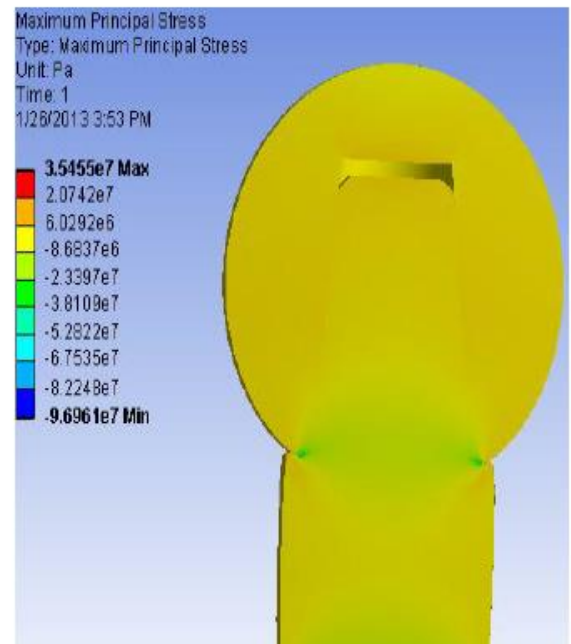 Maximum Principal Stress
Type: Maximum Principal Stress
Unit: Pa
Time: 1
1/26/2013 3:53 PM
3.5455e7 Max
2.0742e7
6.0292e6
-8.6837e6
-2.3397e7
-3.8109e7
-5.2822e7
-6.7535e7
-8.2248e7
-9.6961e7 Min